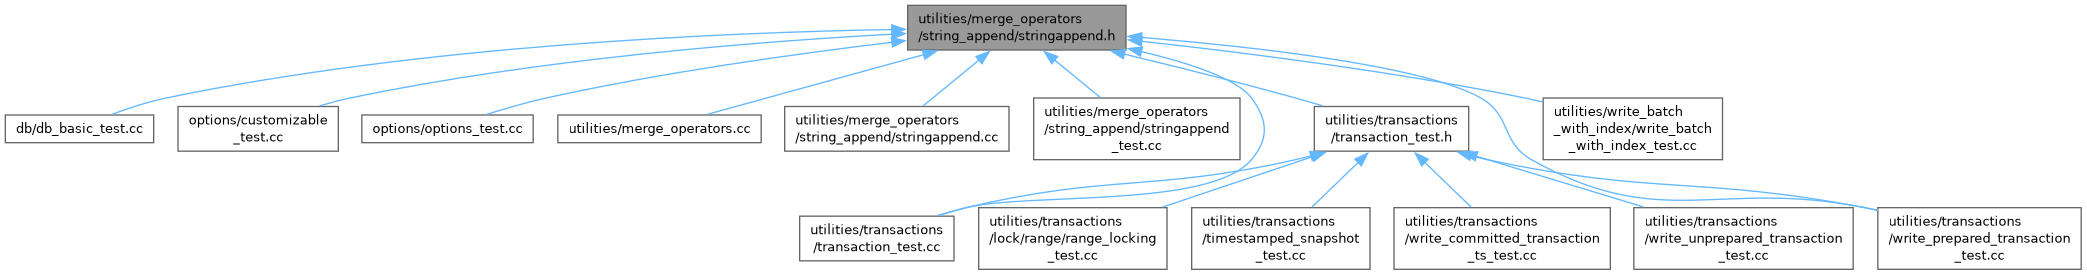 utilities/merge_operators
/string_append/stringappend.h
db/db_basic_test.cc
options/customizable
_test.cc
options/options_test.cc
utilities/merge_operators.cc
utilities/merge_operators
/string_append/stringappend.cc
utilities/merge_operators
/string_append/stringappend
_test.cc
utilities/transactions
/transaction_test.h
utilities/write_batch
_with_index/write_batch
_with_index_test.cc
utilities/transactions
/transaction_test.cc
utilities/transactions
/lock/range/range_locking
_test.cc
utilities/transactions
/timestamped_snapshot
_test.cc
utilities/transactions
/write_committed_transaction
_ts_test.cc
utilities/transactions
/write_unprepared_transaction
_test.cc
utilities/transactions
/write_prepared_transaction
_test.cc